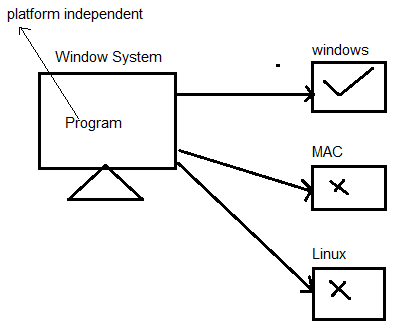 platform independent
Window System
windows
Program
MAC
Linux